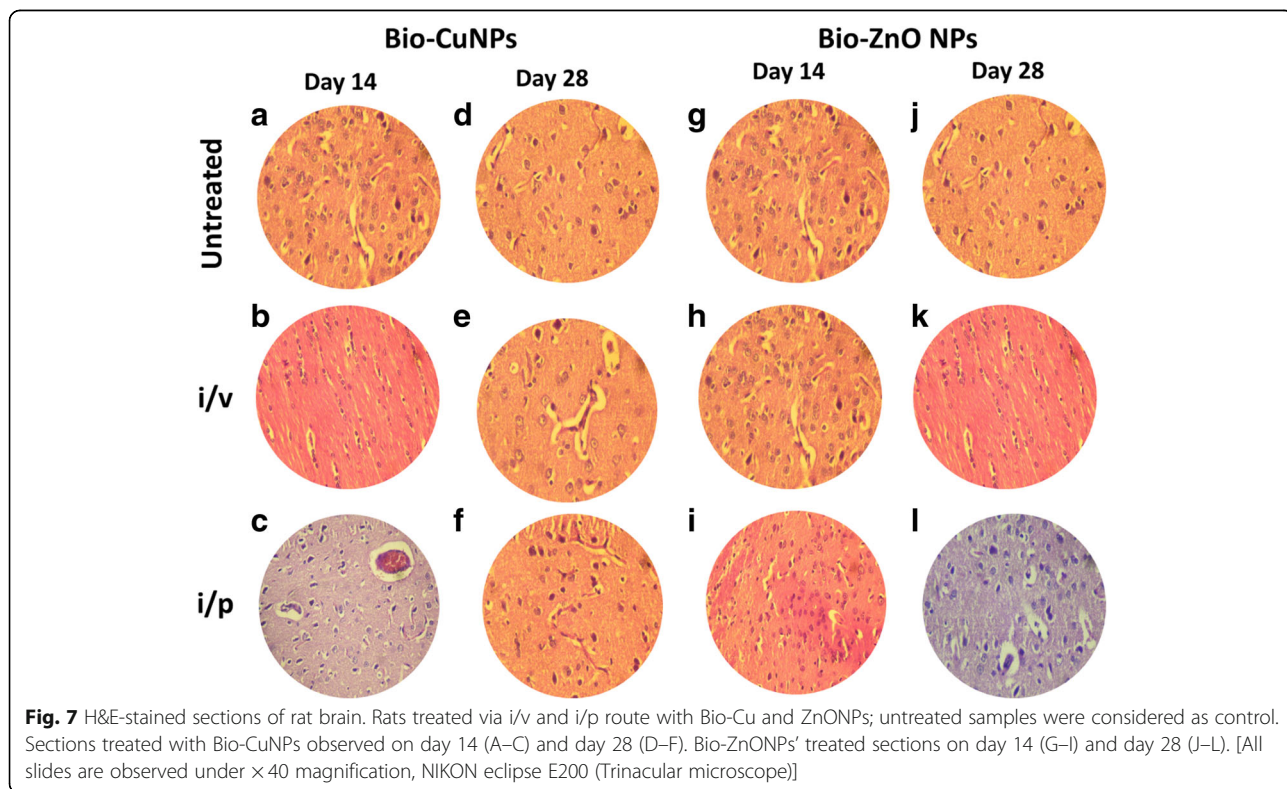 Bio-CuNPs Bio-ZnO NPs
Day 14 Day 28 Day 14 Day 28
a d g j
Untreated
b e h k
i/v
c f i l
i/p
Fig. 7 H&E-stained sections of rat brain. Rats treated via i/v and i/p route with Bio-Cu and ZnONPs; untreated samples were considered as control.
Sections treated with Bio-CuNPs observed on day 14 (A–C) and day 28 (D–F). Bio-ZnONPs’ treated sections on day 14 (G–I) and day 28 (J–L). [All
slides are observed under × 40 magnification, NIKON eclipse E200 (Trinacular microscope)]